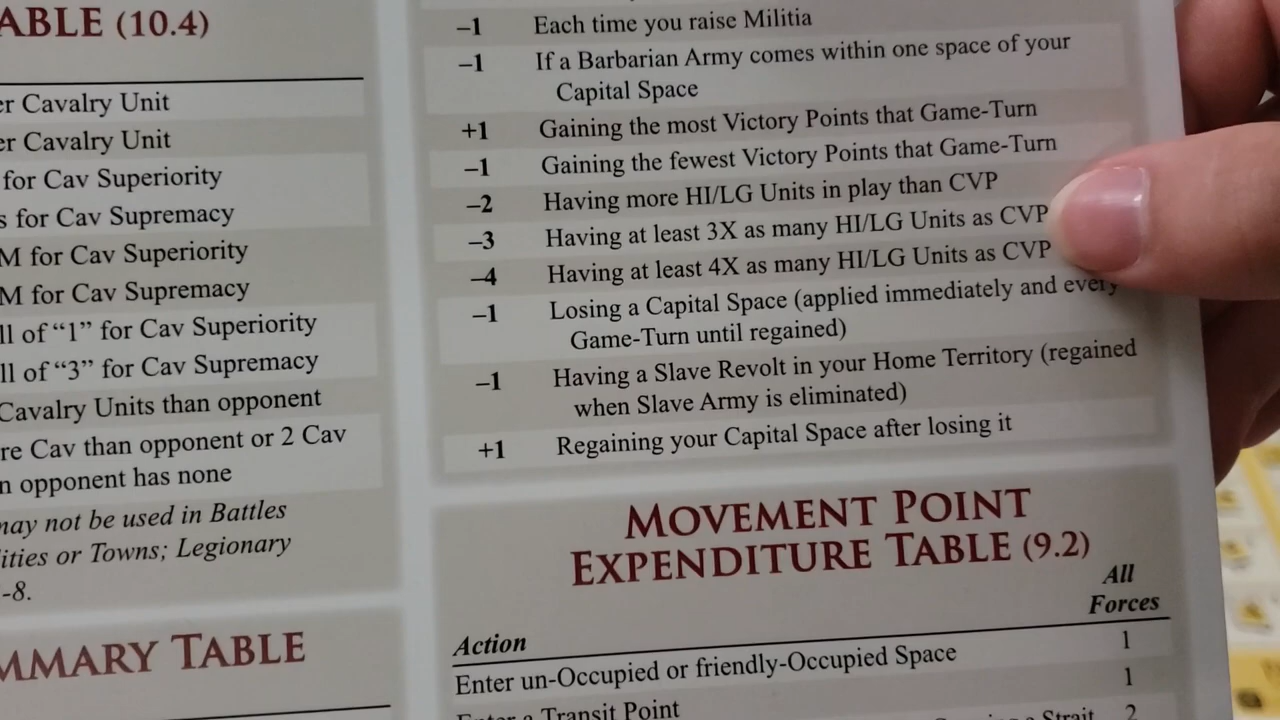 ABLE (10.4)
er Cavalry Unit
er Cavalry Unit
for Cav Superiority
s for Cav Supremacy
M for Cav Superiority
M for Cav Supremacy
ll of “1” for Cav Superiority
ll of “3” for Cav Supremacy
Cavalry Units than opponent
re Cav than opponent or 2 Cav
n opponent has none
may not be used in Battles
ities or Towns; Legionary
-8.
MMARY TABLE
–1 Each time you raise Militia
–1 If a Barbarian Army comes within one space of your
Capital Space
+1 Gaining the most Victory Points that Game-Turn
–1 Gaining the fewest Victory Points that Game-Turn
–2 Having more HI/LG Units in play than CVP
–3 Having at least 3X as many HI/LG Units as CVP
–4 Having at least 4X as many HI/LG Units as CVP
–1 Losing a Capital Space (applied immediately and every
Game-Turn until regained)
–1 Having a Slave Revolt in your Home Territory (regained
when Slave Army is eliminated)
+1 Regaining your Capital Space after losing it
MOVEMENT POINT
EXPENDITURE TABLE (9.2)
All
Forces
Action
Enter un-Occupied or friendly-Occupied Space 1
Enter a Transit Point 1
Strait 2